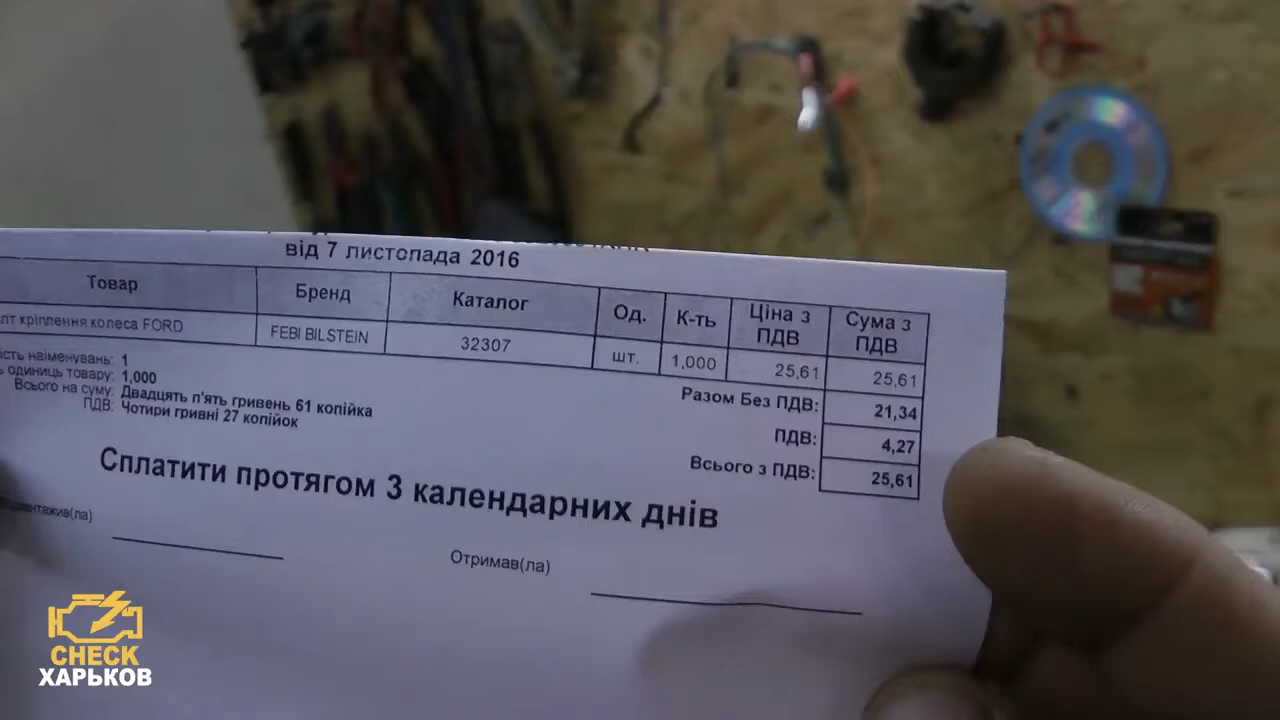 від 7 листопада 2016
Товар Бренд Каталог Од. К-ть Ціна з ПДВ Сума з ПДВ
кріплення колеса FORD FEBI BILSTEIN 32307 шт. 1,000 25,61 25,61
найменувань: 1
одиниць товару: 1,000
Всього на суму: Двадцять п'ять гривень 61 копійка
ПДВ: Чотири гривні 27 копійок
Разом Без ПДВ: 21,34
ПДВ: 4,27
Всього з ПДВ: 25,61
Сплатити протягом 3 календарних днів
Отримав(ла)
CHECK
ХАРЬКОВ